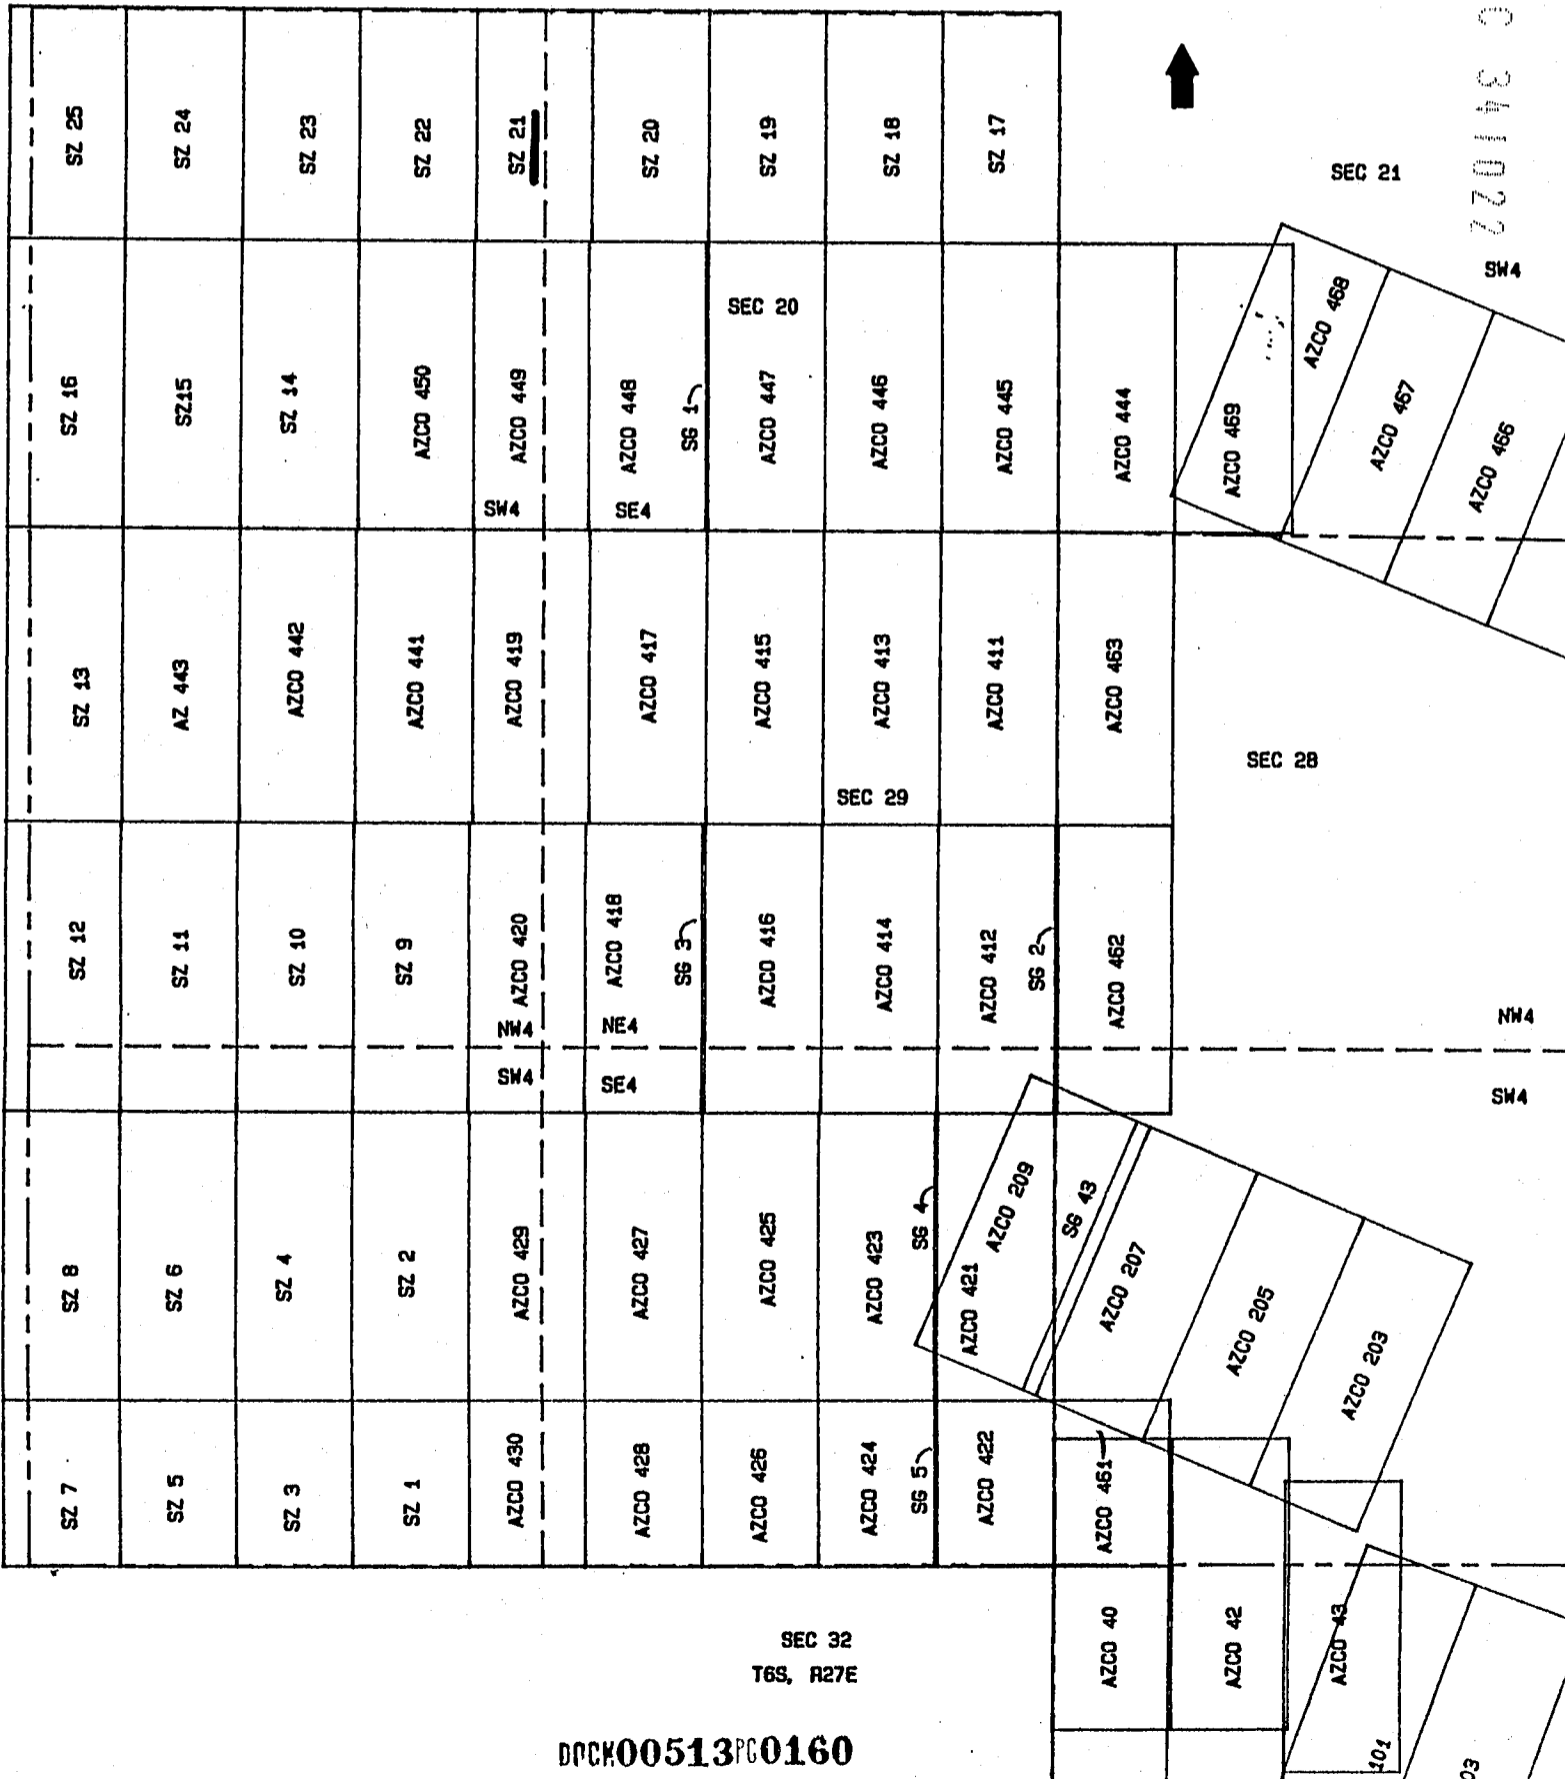 SZ 25
SZ 24
SZ 23
SZ 22
SZ 21
SZ 20
SZ 19
SZ 18
SZ 17
SEC 21
C 341022
SW4
SZ 16
SZ15
SZ 14
AZCO 450
AZCO 449
AZCO 448
SG 1
SEC 20
AZCO 447
AZCO 446
AZCO 445
AZCO 444
AZCO 469
AZCO 468
AZCO 467
AZCO 466
SW4
SE4
SZ 13
AZ 443
AZCO 442
AZCO 441
AZCO 419
AZCO 417
AZCO 415
AZCO 413
AZCO 411
AZCO 463
SEC 29
SEC 28
SZ 12
SZ 11
SZ 10
SZ 9
AZCO 420
AZCO 418
SG 3
AZCO 416
AZCO 414
AZCO 412
SG 2
AZCO 462
NW4
NE4
NW4
SW4
SE4
SW4
SZ 8
SZ 6
SZ 4
SZ 2
AZCO 429
AZCO 427
AZCO 425
AZCO 423
SG 4
AZCO 421
AZCO 209
SG 43
AZCO 207
AZCO 205
AZCO 203
SZ 7
SZ 5
SZ 3
SZ 1
AZCO 430
AZCO 428
AZCO 426
AZCO 424
SG 5
AZCO 422
AZCO 461
AZCO 40
AZCO 42
AZCO 43
101
03
SEC 32
T6S, R27E
DOCK00513PG0160